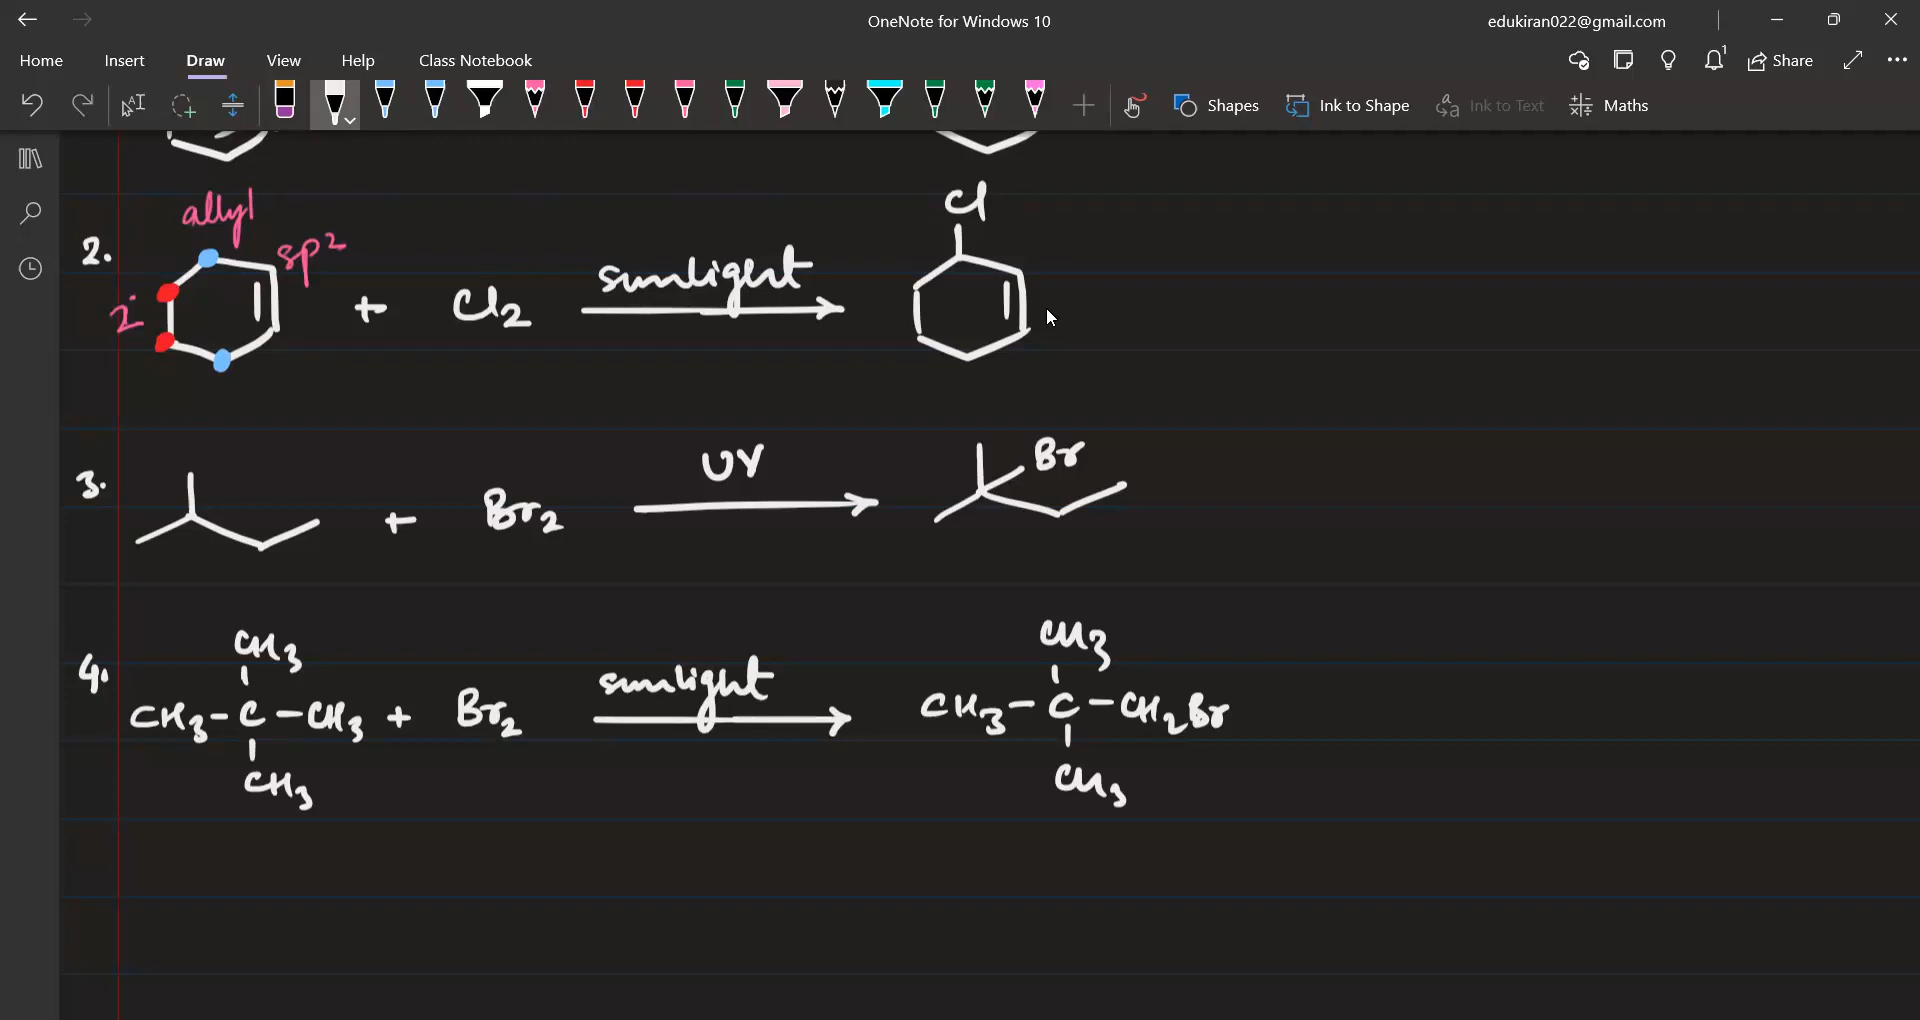 OneNote for Windows 10
edukiran022@gmail.com
Home Insert Draw View Help Class Notebook
1
Share
Shapes Ink to Shape Ink to Text Maths
Cl
allyl
2.
sp²
2°
+ Cl₂ sunlight
3.
+ Br₂ UV
Br
4.
CH₃
CH₃-C-CH₃ + Br₂ sunlight
CH₃
CH₃
CH₃-C-CH₂Br
CH₃